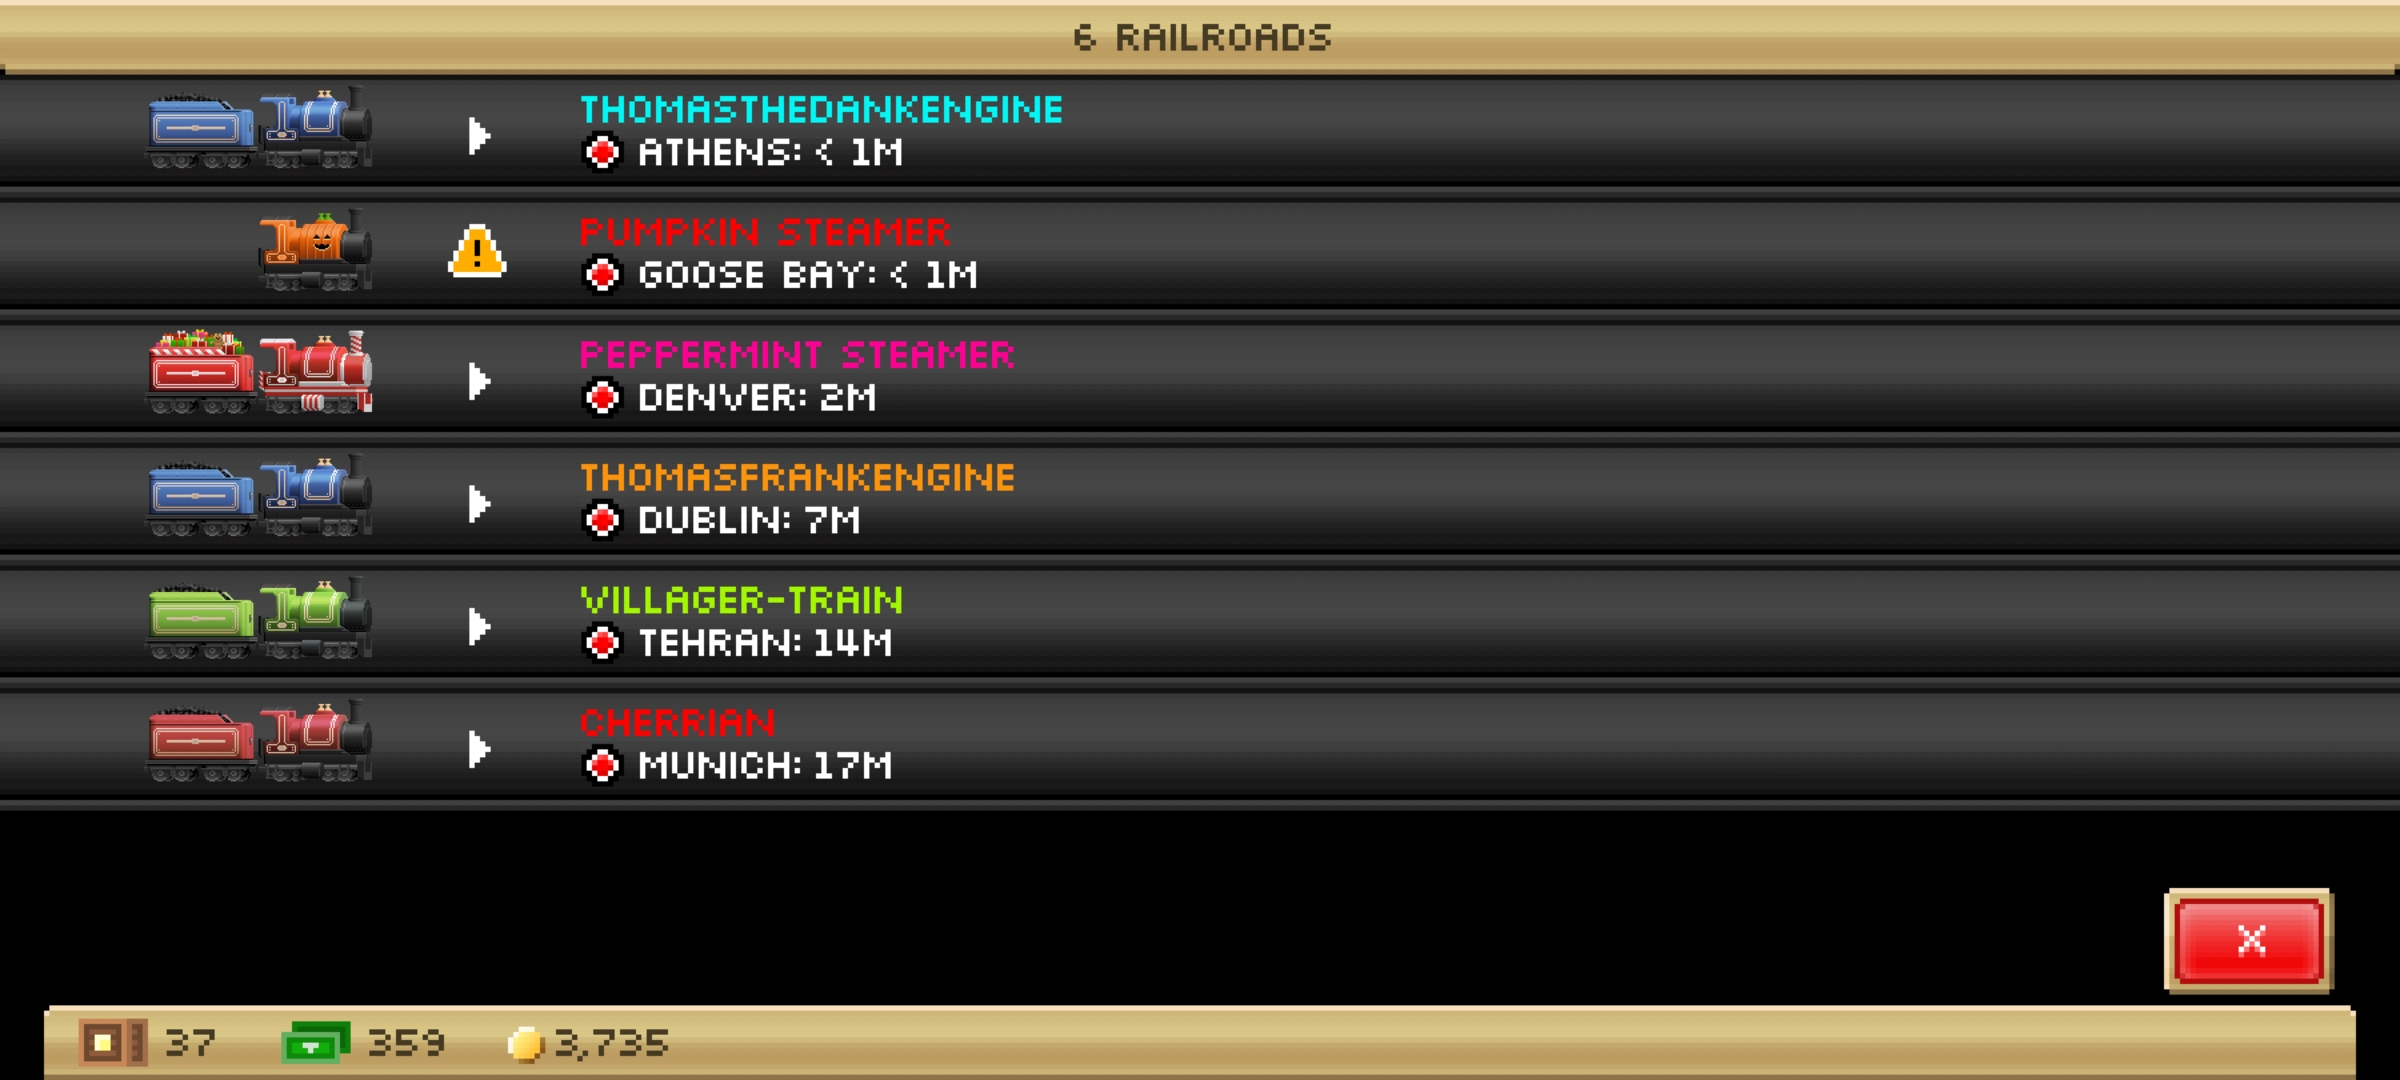 6 RAILROADS
THOMASTHEDANKENGINE
ATHENS: < 1M
PUMPKIN STEAMER
GOOSE BAY: < 1M
PEPPERMINT STEAMER
DENVER: 2M
THOMASFRANKENGINE
DUBLIN: 7M
VILLAGER-TRAIN
TEHRAN: 14M
CHERRIAN
MUNICH: 17M
37 359 3,735